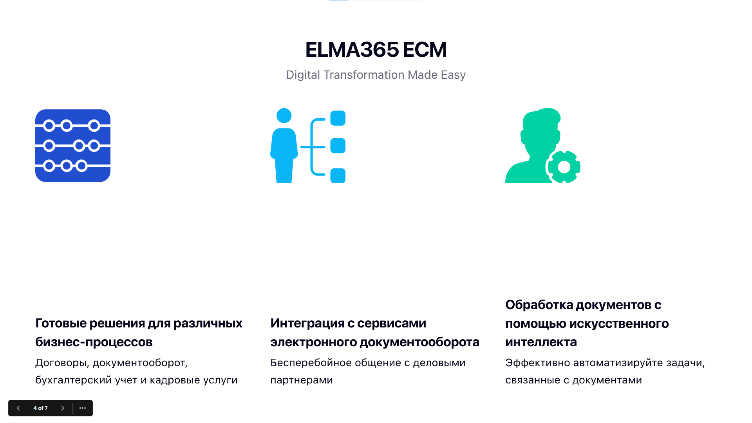 ELMA365 ECM
Digital Transformation Made Easy
Готовые решения для различных
бизнес-процессов
Договоры, документооборот,
бухгалтерский учет и кадровые услуги
Интеграция с сервисами
электронного документооборота
Бесперебойное общение с деловыми
партнерами
Обработка документов с
помощью искусственного
интеллекта
Эффективно автоматизируйте задачи,
связанные с документами
4 of 7